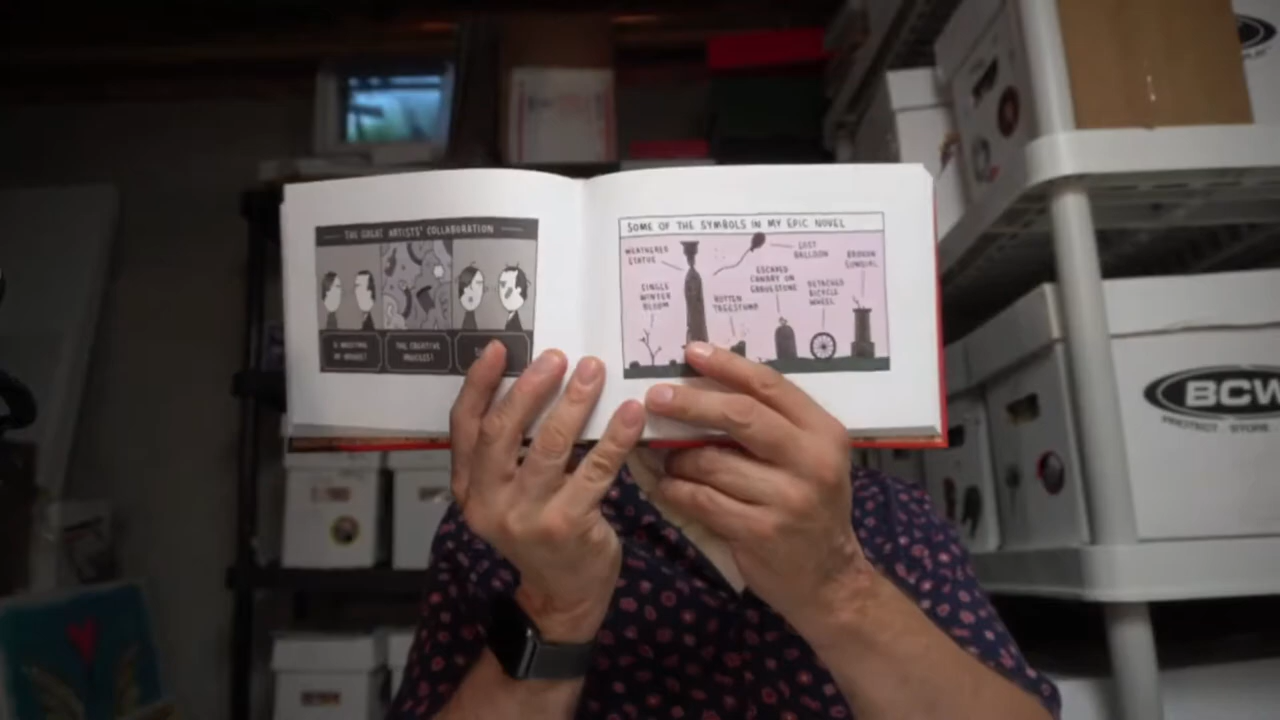 THE GREAT ARTISTS' COLLABORATION
A MEETING
OF MINDS!
THE CREATIVE
PROCESS!
SOME OF THE SYMBOLS IN MY EPIC NOVEL
WEATHERED
STATUE
LOST
BALLOON
BROKEN
SUNDIAL
ESCAPED
CANARY ON
GRAVESTONE
SINGLE
WINTER
BLOOM
ROTTEN
TREESTUMP
DETACHED
BICYCLE
WHEEL
BCW
PROTECT · STORE ·